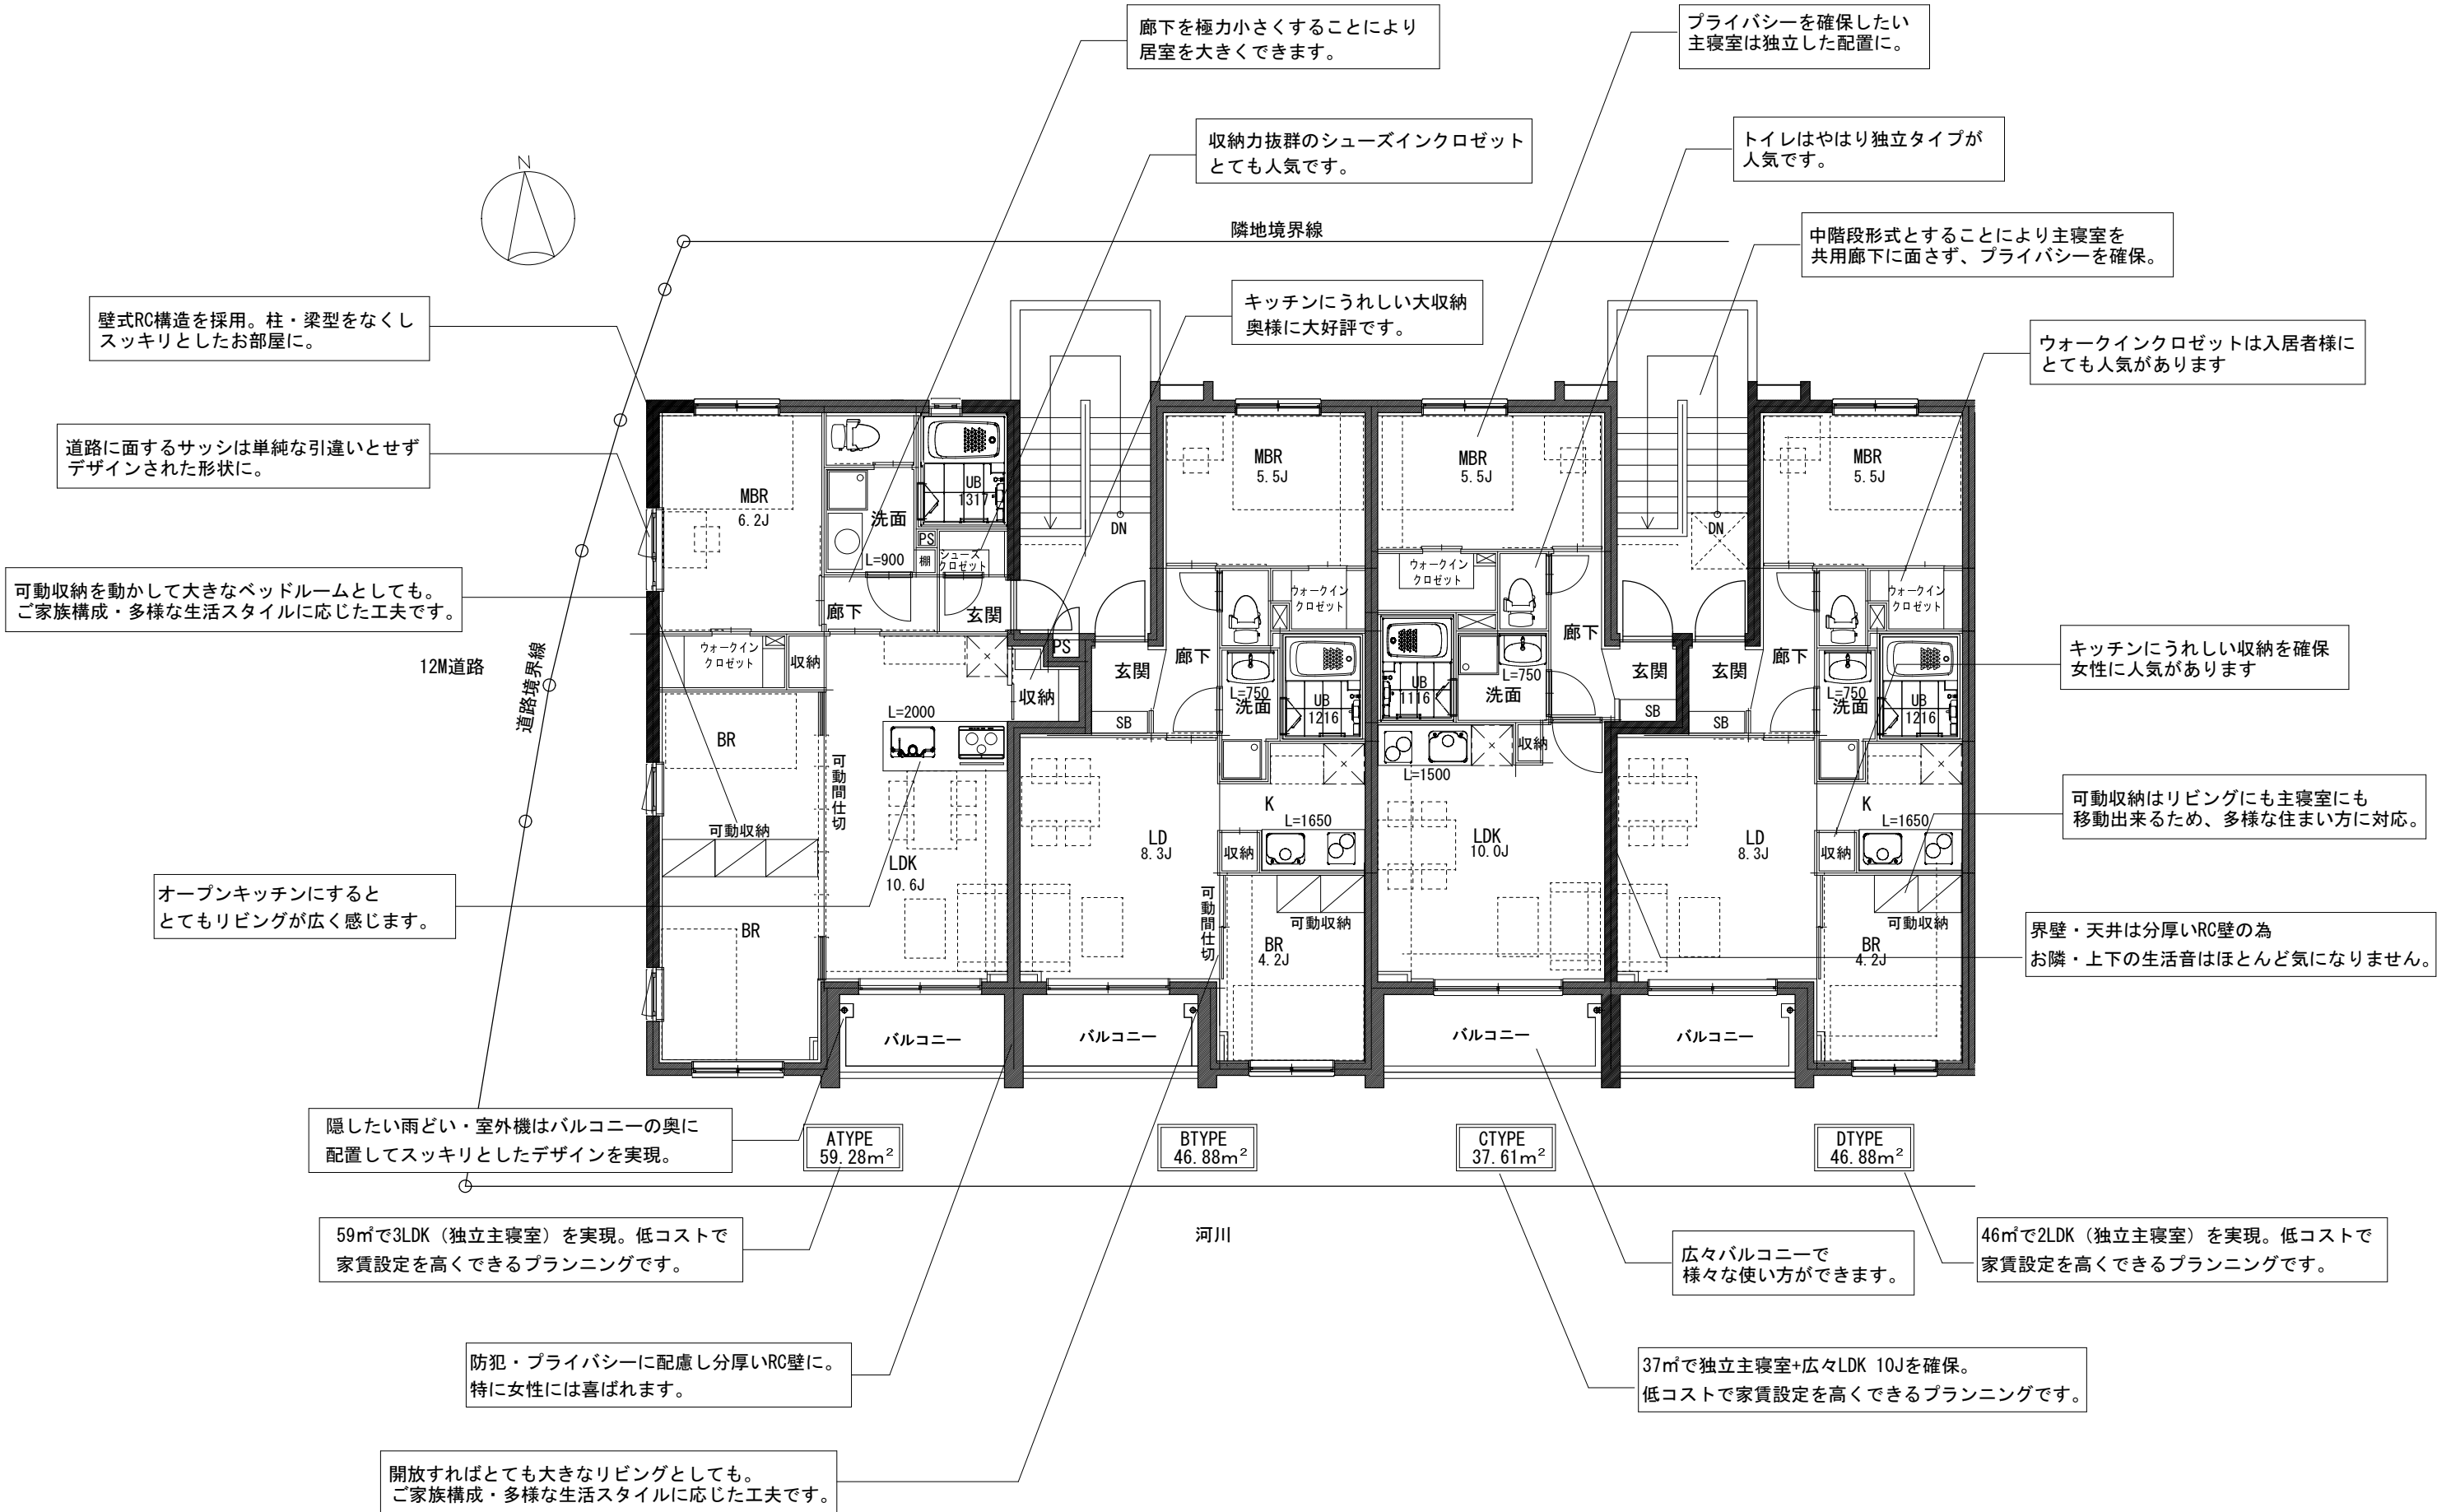 廊下を極力小さくすることにより
居室を大きくできます。
プライバシーを確保したい
主寝室は独立した配置に。
収納力抜群のシューズインクロゼット
とても人気です。
トイレはやはり独立タイプが
人気です。
N
隣地境界線
中階段形式とすることにより主寝室を
共用廊下に面さず、プライバシーを確保。
キッチンにうれしい大収納
奥様に大好評です。
壁式RC構造を採用。柱・梁型をなくし
スッキリとしたお部屋に。
ウォークインクロゼットは入居者様に
とても人気があります
道路に面するサッシは単純な引違いとせず
デザインされた形状に。
可動収納を動かして大きなベッドルームとしても。
ご家族構成・多様な生活スタイルに応じた工夫です。
12M道路
道路境界線
キッチンにうれしい収納を確保
女性に人気があります
可動収納はリビングにも主寝室にも
移動出来るため、多様な住まい方に対応。
オープンキッチンにすると
とてもリビングが広く感じます。
界壁・天井は分厚いRC壁の為
お隣・上下の生活音はほとんど気になりません。
MBR
6.2J
洗面
L=900
UB
1317
PS
棚
シューズ
クロゼット
廊下
玄関
ウォークイン
クロゼット
収納
PS
収納
L=2000
BR
可動間仕切
可動収納
LDK
10.6J
BR
バルコニー
DN
MBR
5.5J
ウォークイン
クロゼット
玄関
廊下
L=750
洗面
UB
1216
SB
K
L=1650
LD
8.3J
収納
可動間仕切
可動収納
BR
4.2J
バルコニー
MBR
5.5J
ウォークイン
クロゼット
廊下
UB
1116
L=750
洗面
玄関
SB
収納
L=1500
LDK
10.0J
バルコニー
DN
MBR
5.5J
ウォークイン
クロゼット
玄関
廊下
L=750
洗面
UB
1216
SB
K
L=1650
LD
8.3J
収納
可動収納
BR
4.2J
バルコニー
隠したい雨どい・室外機はバルコニーの奥に
配置してスッキリとしたデザインを実現。
ATYPE
59.28m²
BTYPE
46.88m²
CTYPE
37.61m²
DTYPE
46.88m²
59㎡で3LDK(独立主寝室)を実現。低コストで
家賃設定を高くできるプランニングです。
河川
広々バルコニーで
様々な使い方ができます。
46㎡で2LDK(独立主寝室)を実現。低コストで
家賃設定を高くできるプランニングです。
防犯・プライバシーに配慮し分厚いRC壁に。
特に女性には喜ばれます。
37㎡で独立主寝室+広々LDK 10Jを確保。
低コストで家賃設定を高くできるプランニングです。
開放すればとても大きなリビングとしても。
ご家族構成・多様な生活スタイルに応じた工夫です。